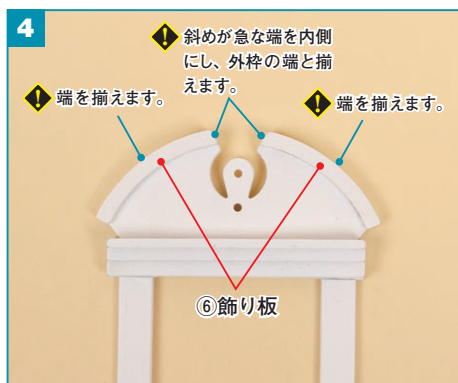 4
斜めが急な端を内側
にし、外枠の端と揃
えます。
端を揃えます。
端を揃えます。
⑥飾り板